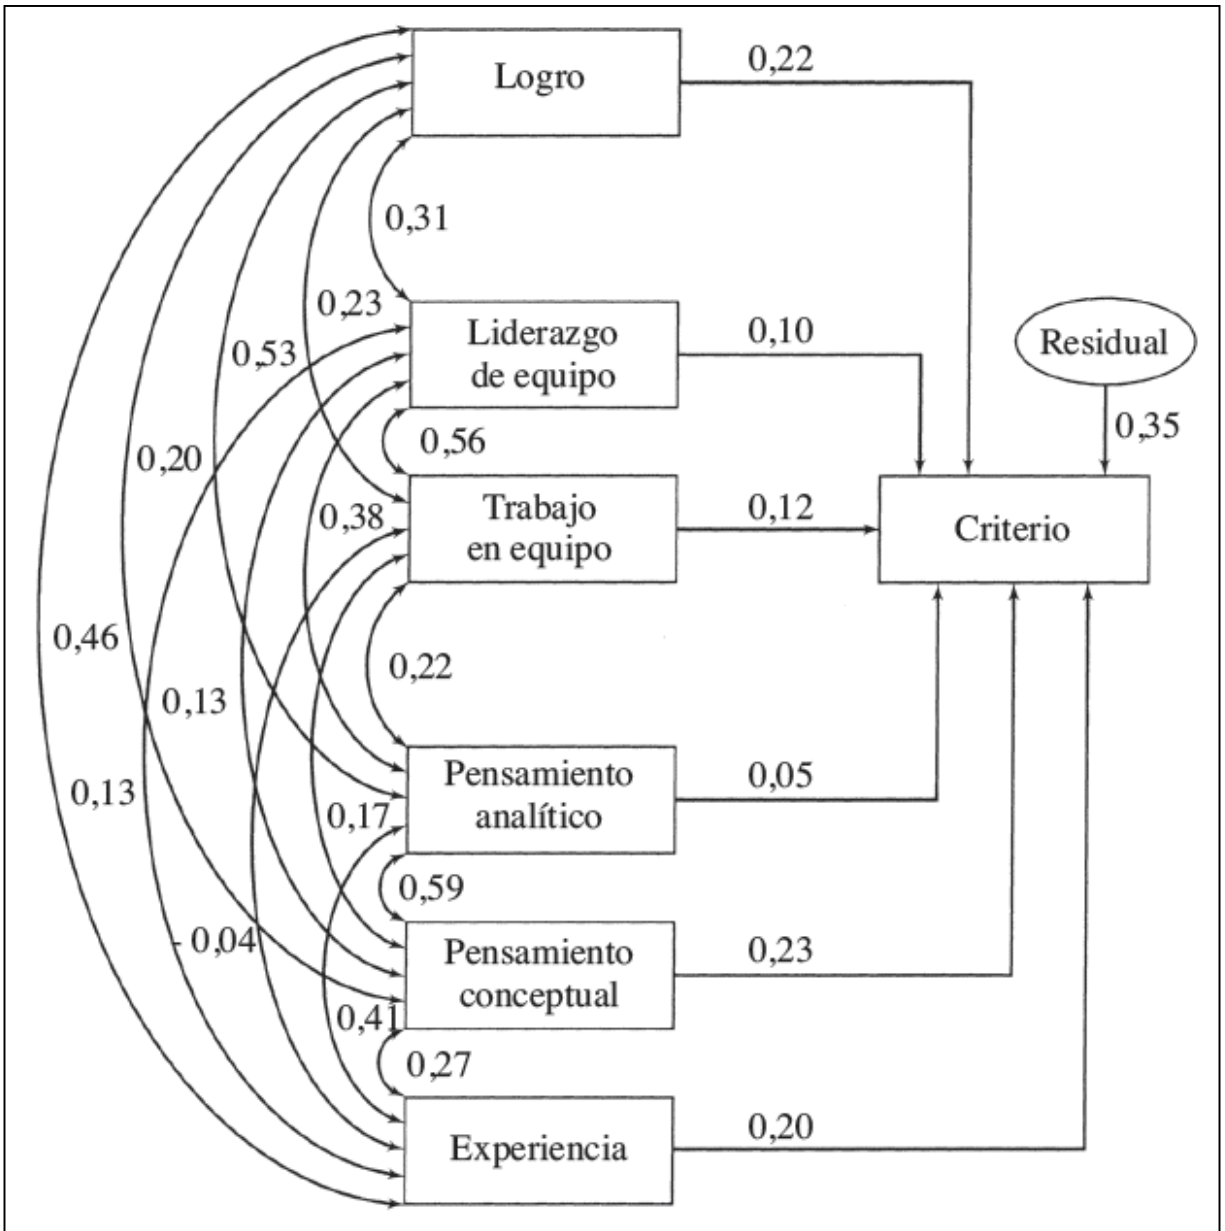 Logro
0,22
0,31
0,23
Liderazgo
de equipo
0,10
Residual
0,35
0,53
0,56
0,20
0,38
Trabajo
en equipo
0,12
Criterio
0,46
0,22
0,13
0,13
0,17
Pensamiento
analítico
0,05
0,59
- 0,04
Pensamiento
conceptual
0,23
0,41
0,27
Experiencia
0,20